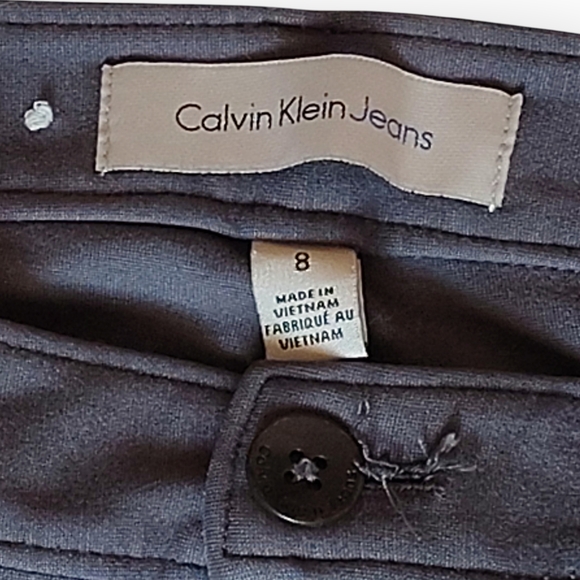 Calvin Klein Jeans
8
MADE IN
VIETNAM
FABRIQUÉ AU
VIETNAM